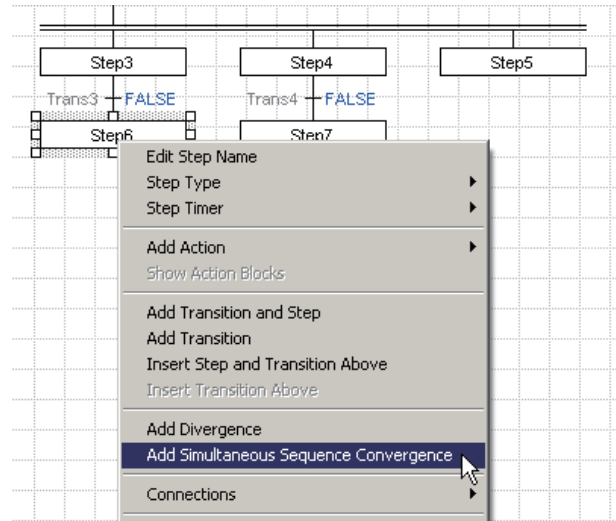 Step3 Step4 Step5
Trans3 FALSE Trans4 FALSE
Step6 Step7
Edit Step Name
Step Type
Step Timer
Add Action
Show Action Blocks
Add Transition and Step
Add Transition
Insert Step and Transition Above
Insert Transition Above
Add Divergence
Add Simultaneous Sequence Convergence
Connections